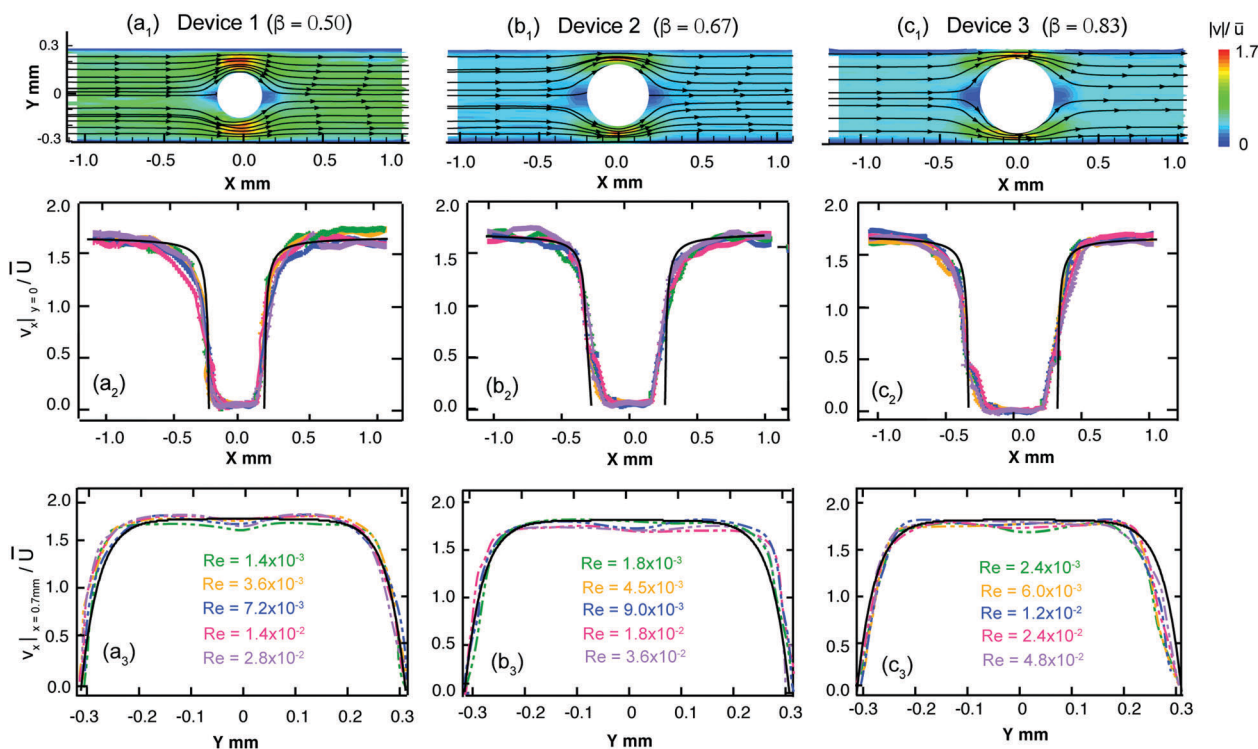 (a₁) Device 1 (β = 0.50)
(b₁) Device 2 (β = 0.67)
(c₁) Device 3 (β = 0.83)
|v|/ ū
1.7
0
Y mm
0.3
0
-0.3
-1.0 -0.5 0.0 0.5 1.0
X mm
-1.0 -0.5 0.0 0.5 1.0
X mm
-1.0 -0.5 0.0 0.5 1.0
X mm
vₓ| y = 0 / U̅
2.0
1.5
1.0
0.5
0.0
(a₂)
-1.0 -0.5 0.0 0.5 1.0
X mm
2.0
1.5
1.0
0.5
0.0
(b₂)
-1.0 -0.5 0.0 0.5 1.0
X mm
2.0
1.5
1.0
0.5
0.0
(c₂)
-1.0 -0.5 0.0 0.5 1.0
X mm
vₓ| x = 0.7mm / U̅
2.0
1.5
1.0
0.5
0.0
Re = 1.4x10⁻³
Re = 3.6x10⁻³
Re = 7.2x10⁻³
Re = 1.4x10⁻²
Re = 2.8x10⁻²
(a₃)
-0.3 -0.2 -0.1 0 0.1 0.2 0.3
Y mm
2.0
1.5
1.0
0.5
0.0
Re = 1.8x10⁻³
Re = 4.5x10⁻³
Re = 9.0x10⁻³
Re = 1.8x10⁻²
Re = 3.6x10⁻²
(b₃)
-0.3 -0.2 -0.1 0 0.1 0.2 0.3
Y mm
2.0
1.5
1.0
0.5
0.0
Re = 2.4x10⁻³
Re = 6.0x10⁻³
Re = 1.2x10⁻²
Re = 2.4x10⁻²
Re = 4.8x10⁻²
(c₃)
-0.3 -0.2 -0.1 0 0.1 0.2 0.3
Y mm